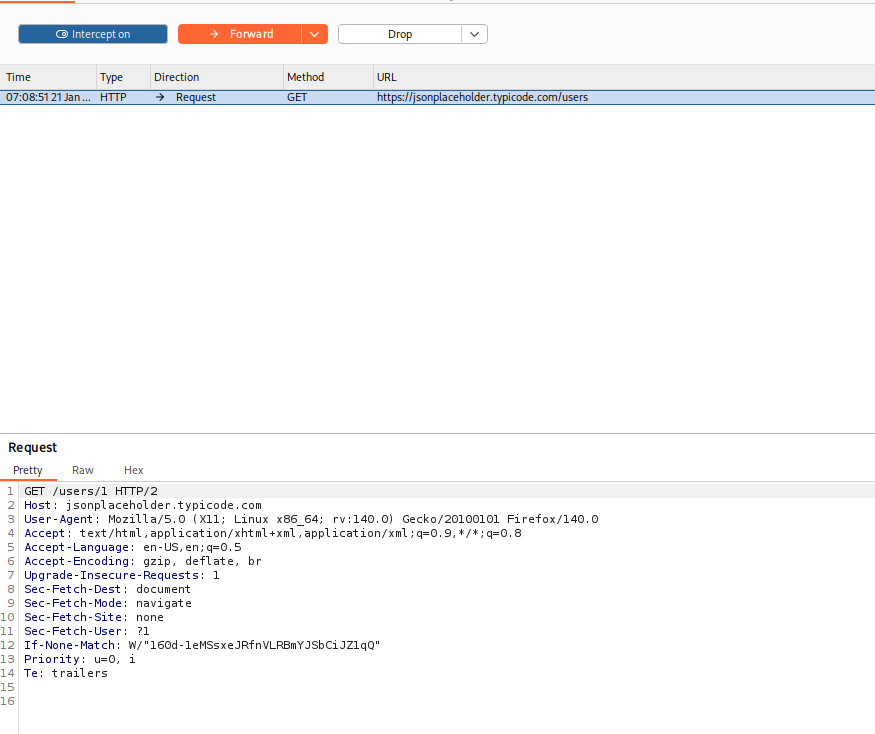 Intercept on Forward Drop
Time Type Direction Method URL
07:08:51 21 Jan ... HTTP → Request GET https://jsonplaceholder.typicode.com/users
Request
Pretty Raw Hex
1 GET /users/1 HTTP/2
2 Host: jsonplaceholder.typicode.com
3 User-Agent: Mozilla/5.0 (X11; Linux x86_64; rv:140.0) Gecko/20100101 Firefox/140.0
4 Accept: text/html,application/xhtml+xml,application/xml;q=0.9,*/*;q=0.8
5 Accept-Language: en-US,en;q=0.5
6 Accept-Encoding: gzip, deflate, br
7 Upgrade-Insecure-Requests: 1
8 Sec-Fetch-Dest: document
9 Sec-Fetch-Mode: navigate
10 Sec-Fetch-Site: none
11 Sec-Fetch-User: ?1
12 If-None-Match: W/"160d-1eMSsxeJRfnVLRBmYJSbCiJZ1qQ"
13 Priority: u=0, i
14 Te: trailers
15
16